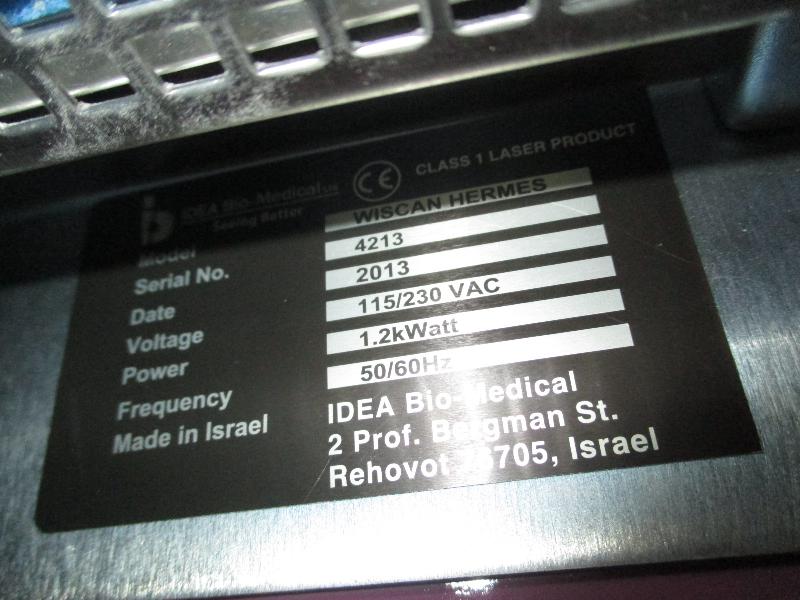 IDEA Bio-Medical Ltd CE CLASS 1 LASER PRODUCT
Seeing Better
Model WISCAN HERMES
Serial No. 4213
Date 2013
Voltage 115/230 VAC
Power 1.2kWatt
Frequency 50/60Hz
Made in Israel IDEA Bio-Medical
2 Prof. Bergman St.
Rehovot 705, Israel